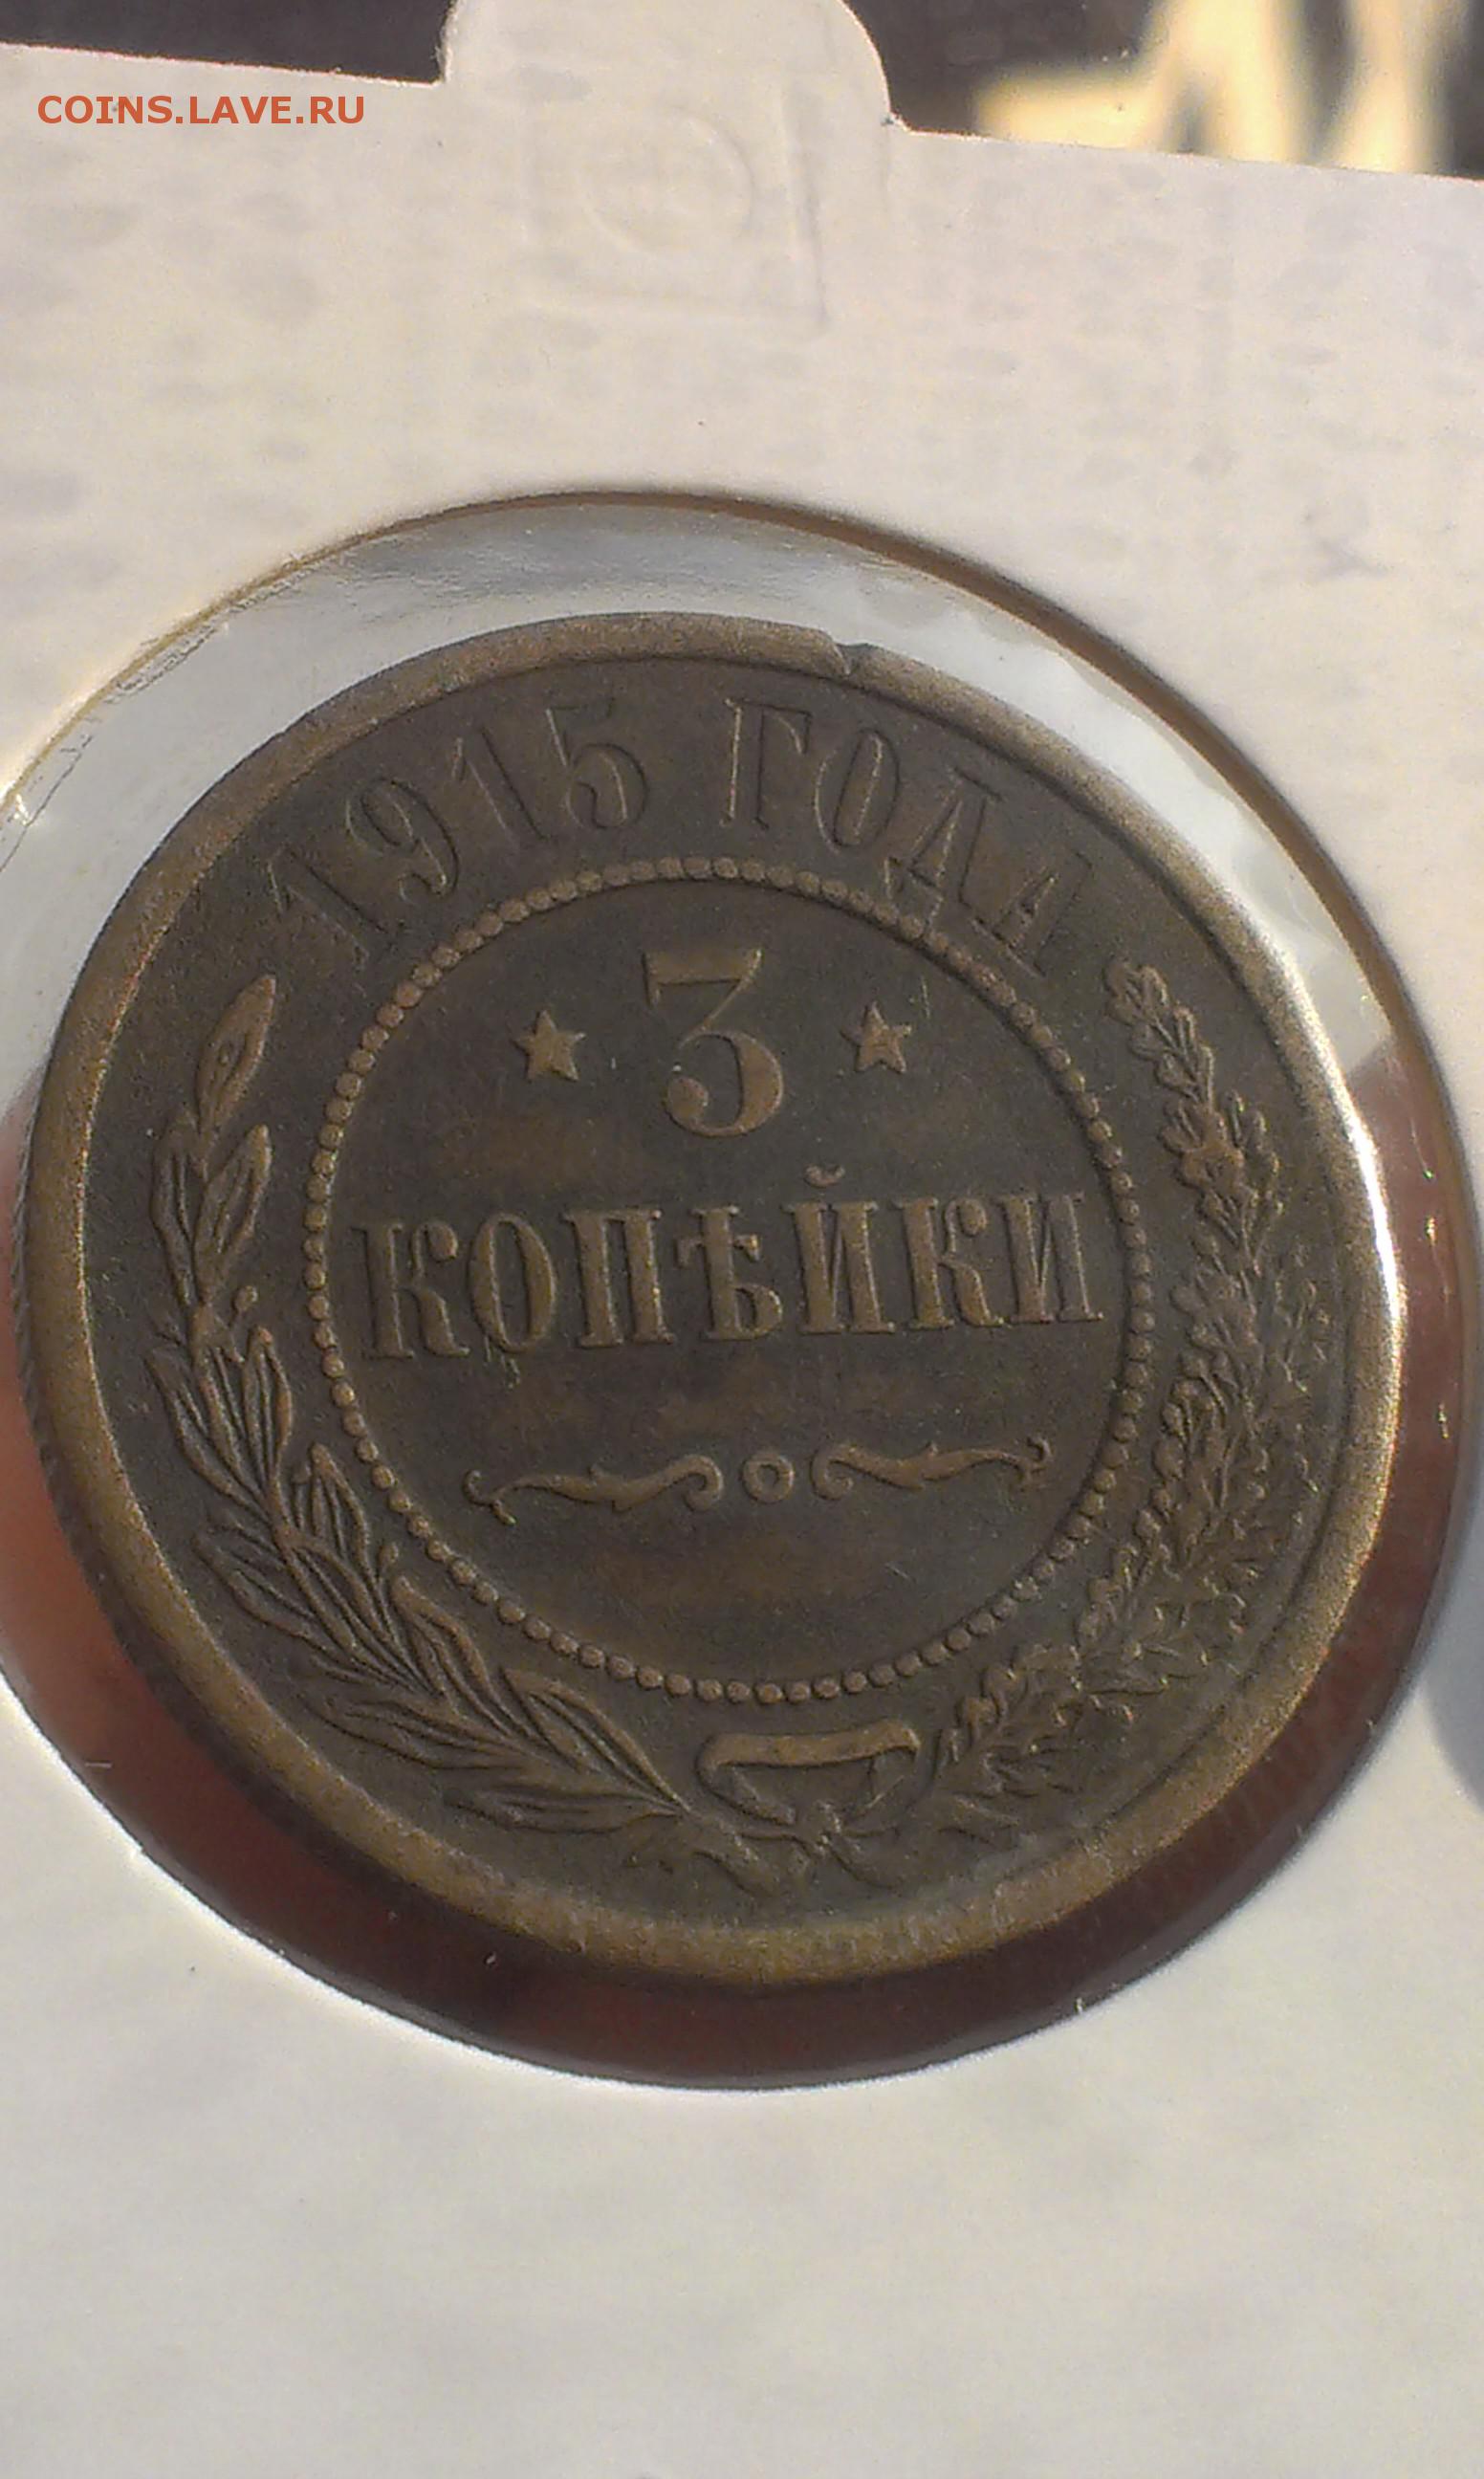 COINS.LAVE.RU
1915 ГОДА
3
КОПѢЙКИ